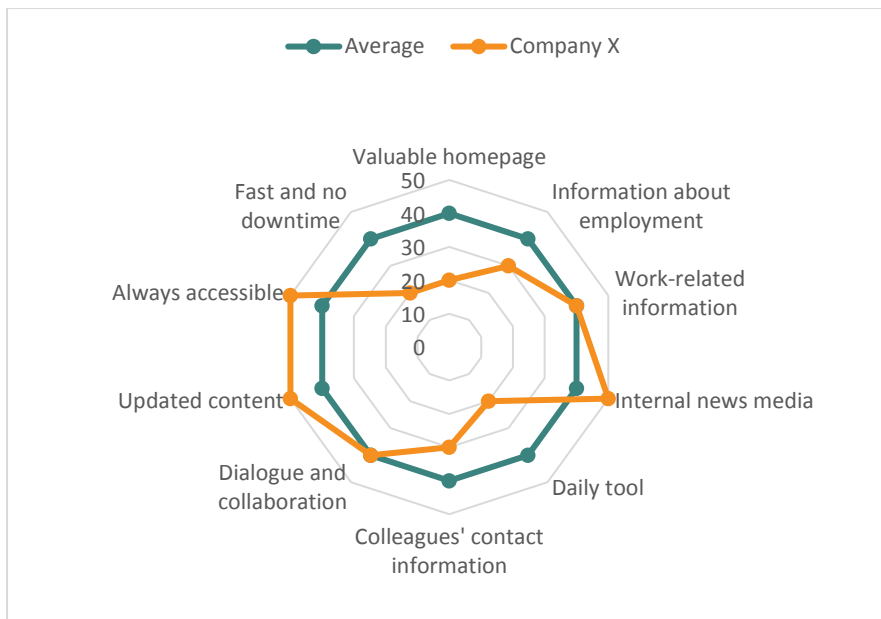 Average
Company X
Valuable homepage
Information about
employment
Work-related
information
Internal news media
Daily tool
Colleagues' contact
information
Dialogue and
collaboration
Updated content
Always accessible
Fast and no
downtime
50
40
30
20
10
0